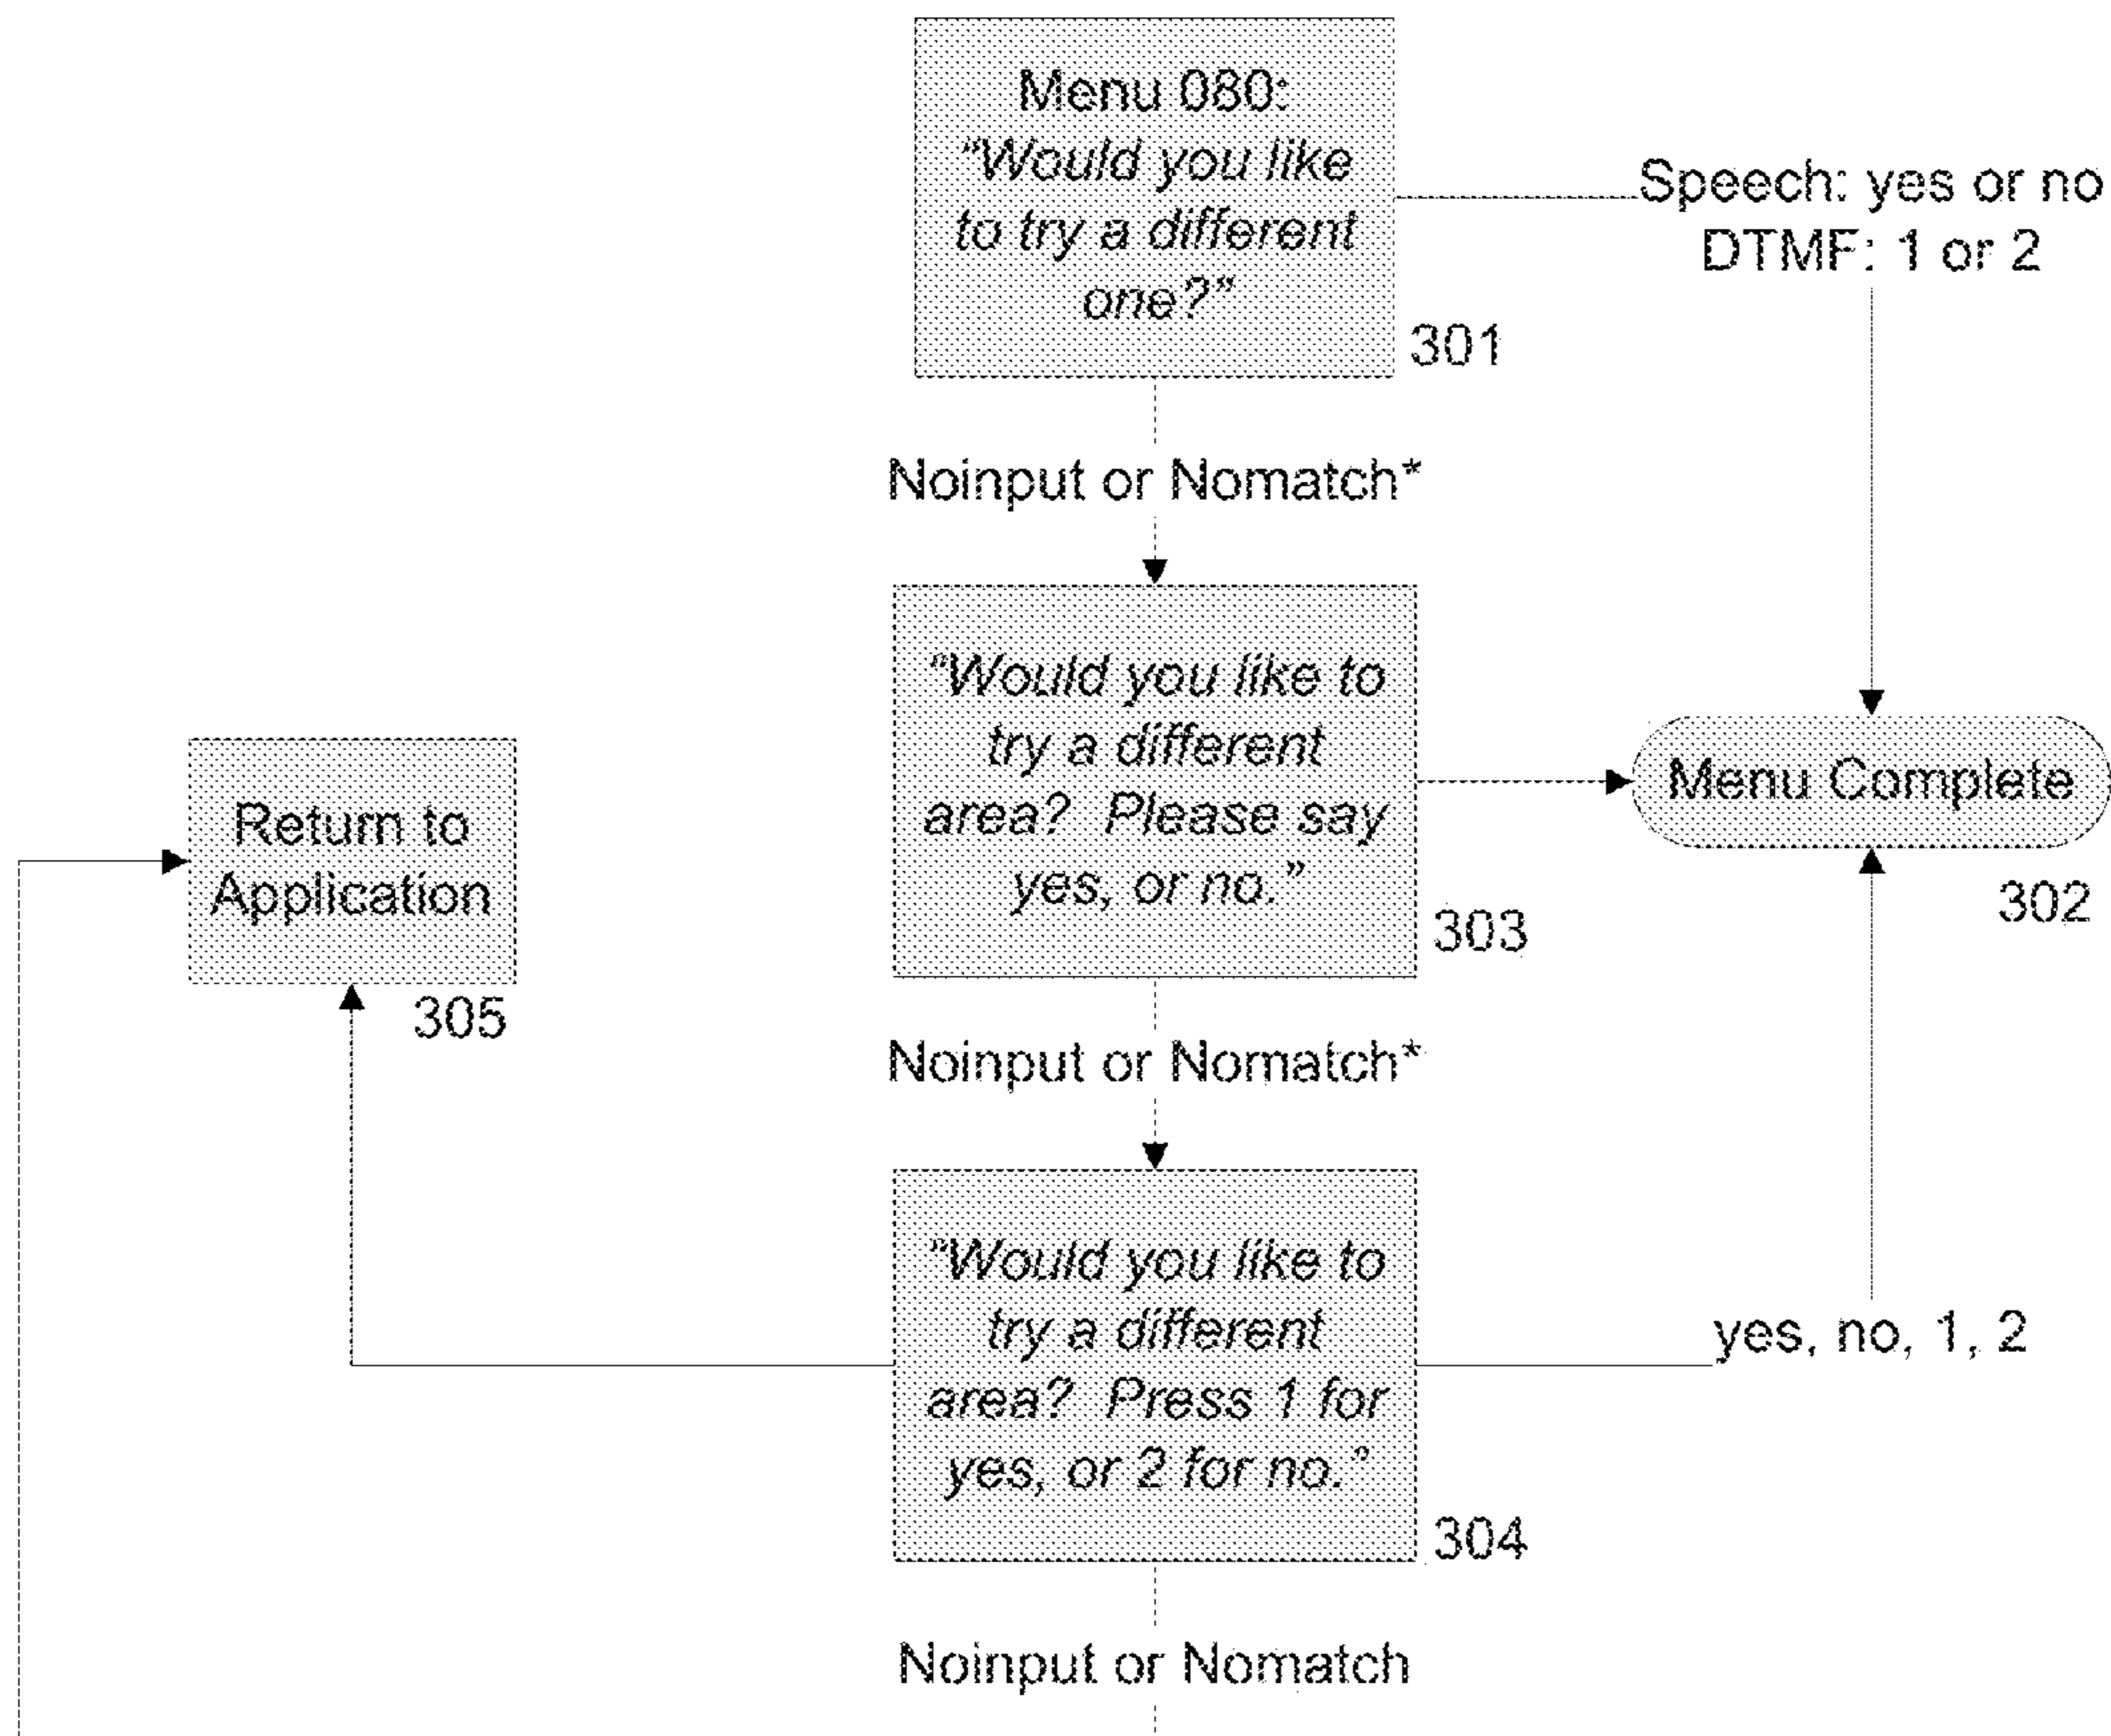 Menu 080:
“Would you like
to try a different
one?”
301
Speech: yes or no
DTMF: 1 or 2
Noinput or Nomatch*
“Would you like to
try a different
area? Please say
yes, or no.”
303
Menu Complete
302
Return to
Application
305
Noinput or Nomatch*
“Would you like to
try a different
area? Press 1 for
yes, or 2 for no.”
304
yes, no, 1, 2
Noinput or Nomatch